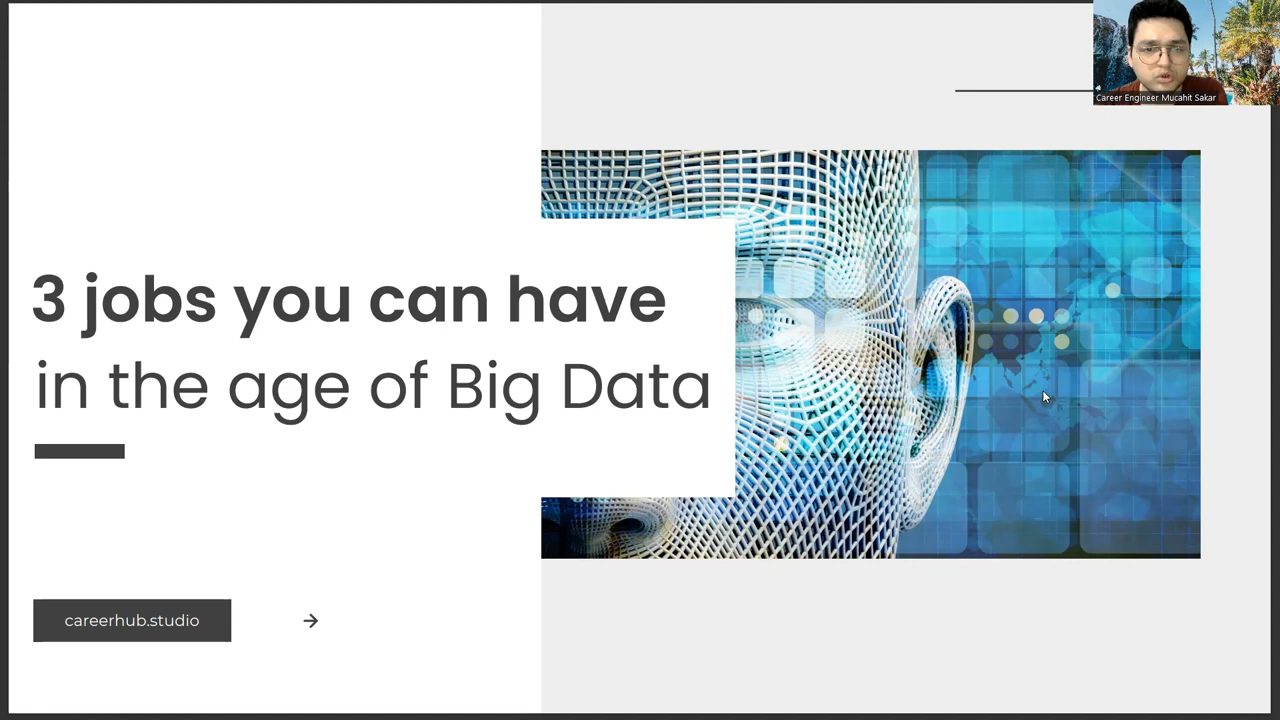 Career Engineer Mucahit Sakar
3 jobs you can have
in the age of Big Data
careerhub.studio